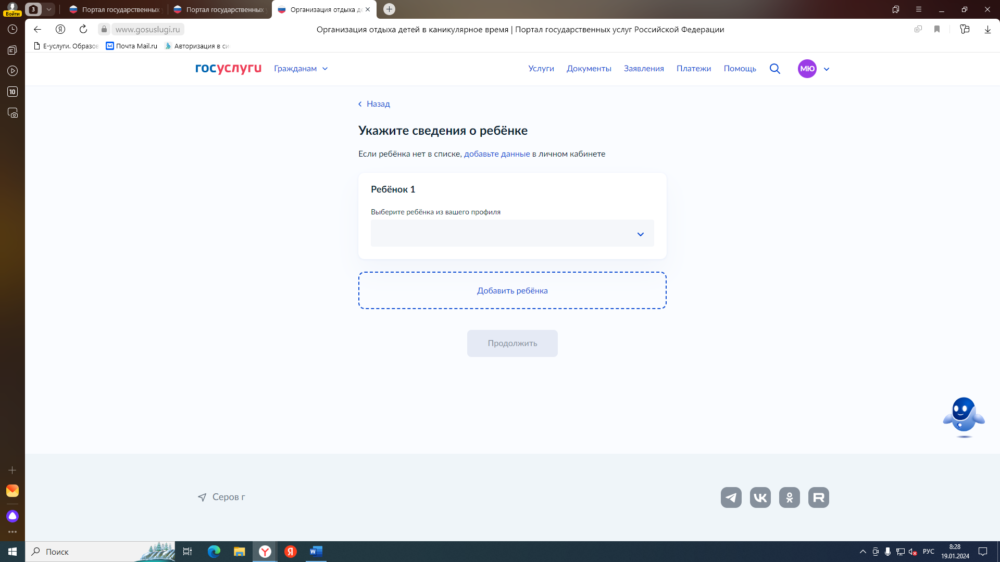 Войти
3
Портал государственных
Портал государственных
Организация отдыха де
www.gosuslugi.ru
Организация отдыха детей в каникулярное время | Портал государственных услуг Российской Федерации
Е-услуги. Образов
Почта Mail.ru
Авторизация в си
10
госуслуги
Гражданам
Услуги
Документы
Заявления
Платежи
Помощь
МЮ
Назад
Укажите сведения о ребёнке
Если ребёнка нет в списке, добавьте данные в личном кабинете
Ребёнок 1
Выберите ребёнка из вашего профиля
Добавить ребёнка
Продолжить
Серов г
Поиск
РУС
8:28
19.01.2024